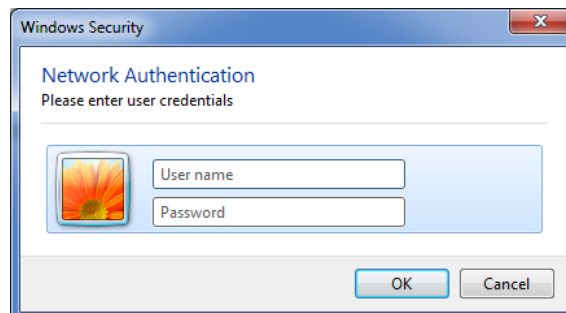 Windows Security
Network Authentication
Please enter user credentials
User name
Password
OK
Cancel